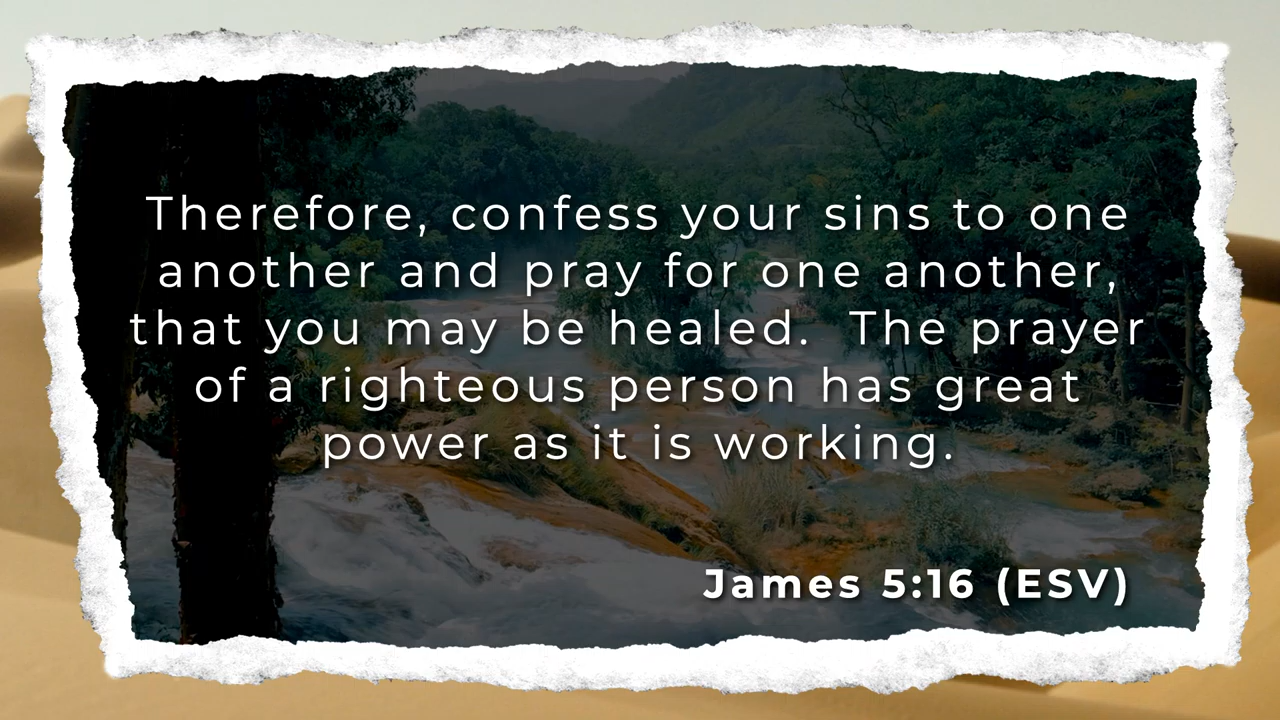 Therefore, confess your sins to one
another and pray for one another,
that you may be healed.  The prayer
of a righteous person has great
power as it is working.
James 5:16 (ESV)